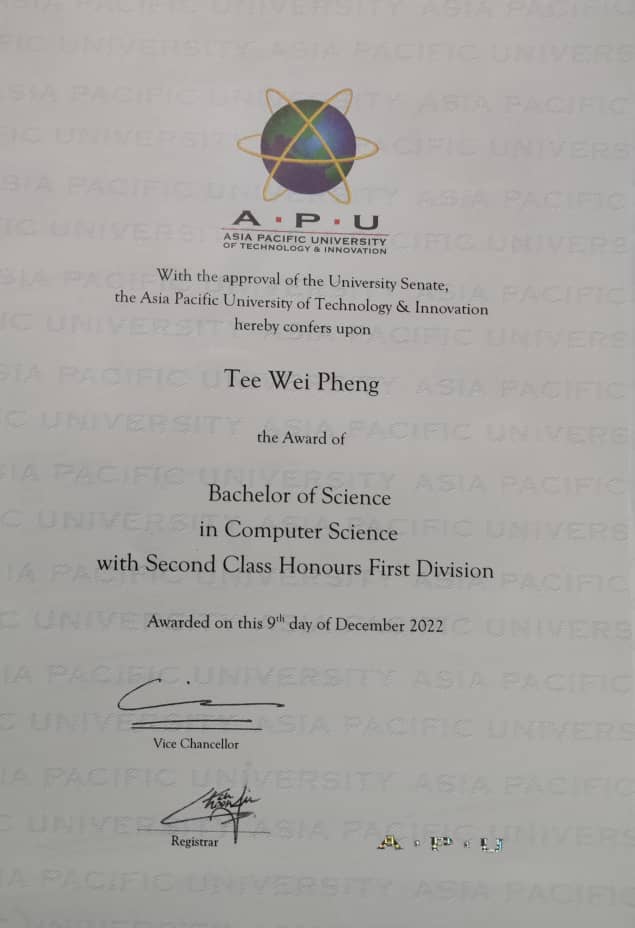 A·P·U
ASIA PACIFIC UNIVERSITY
OF TECHNOLOGY & INNOVATION
With the approval of the University Senate,
the Asia Pacific University of Technology & Innovation
hereby confers upon
Tee Wei Pheng
the Award of
Bachelor of Science
in Computer Science
with Second Class Honours First Division
Awarded on this 9th day of December 2022
Vice Chancellor
Registrar
A·P·U